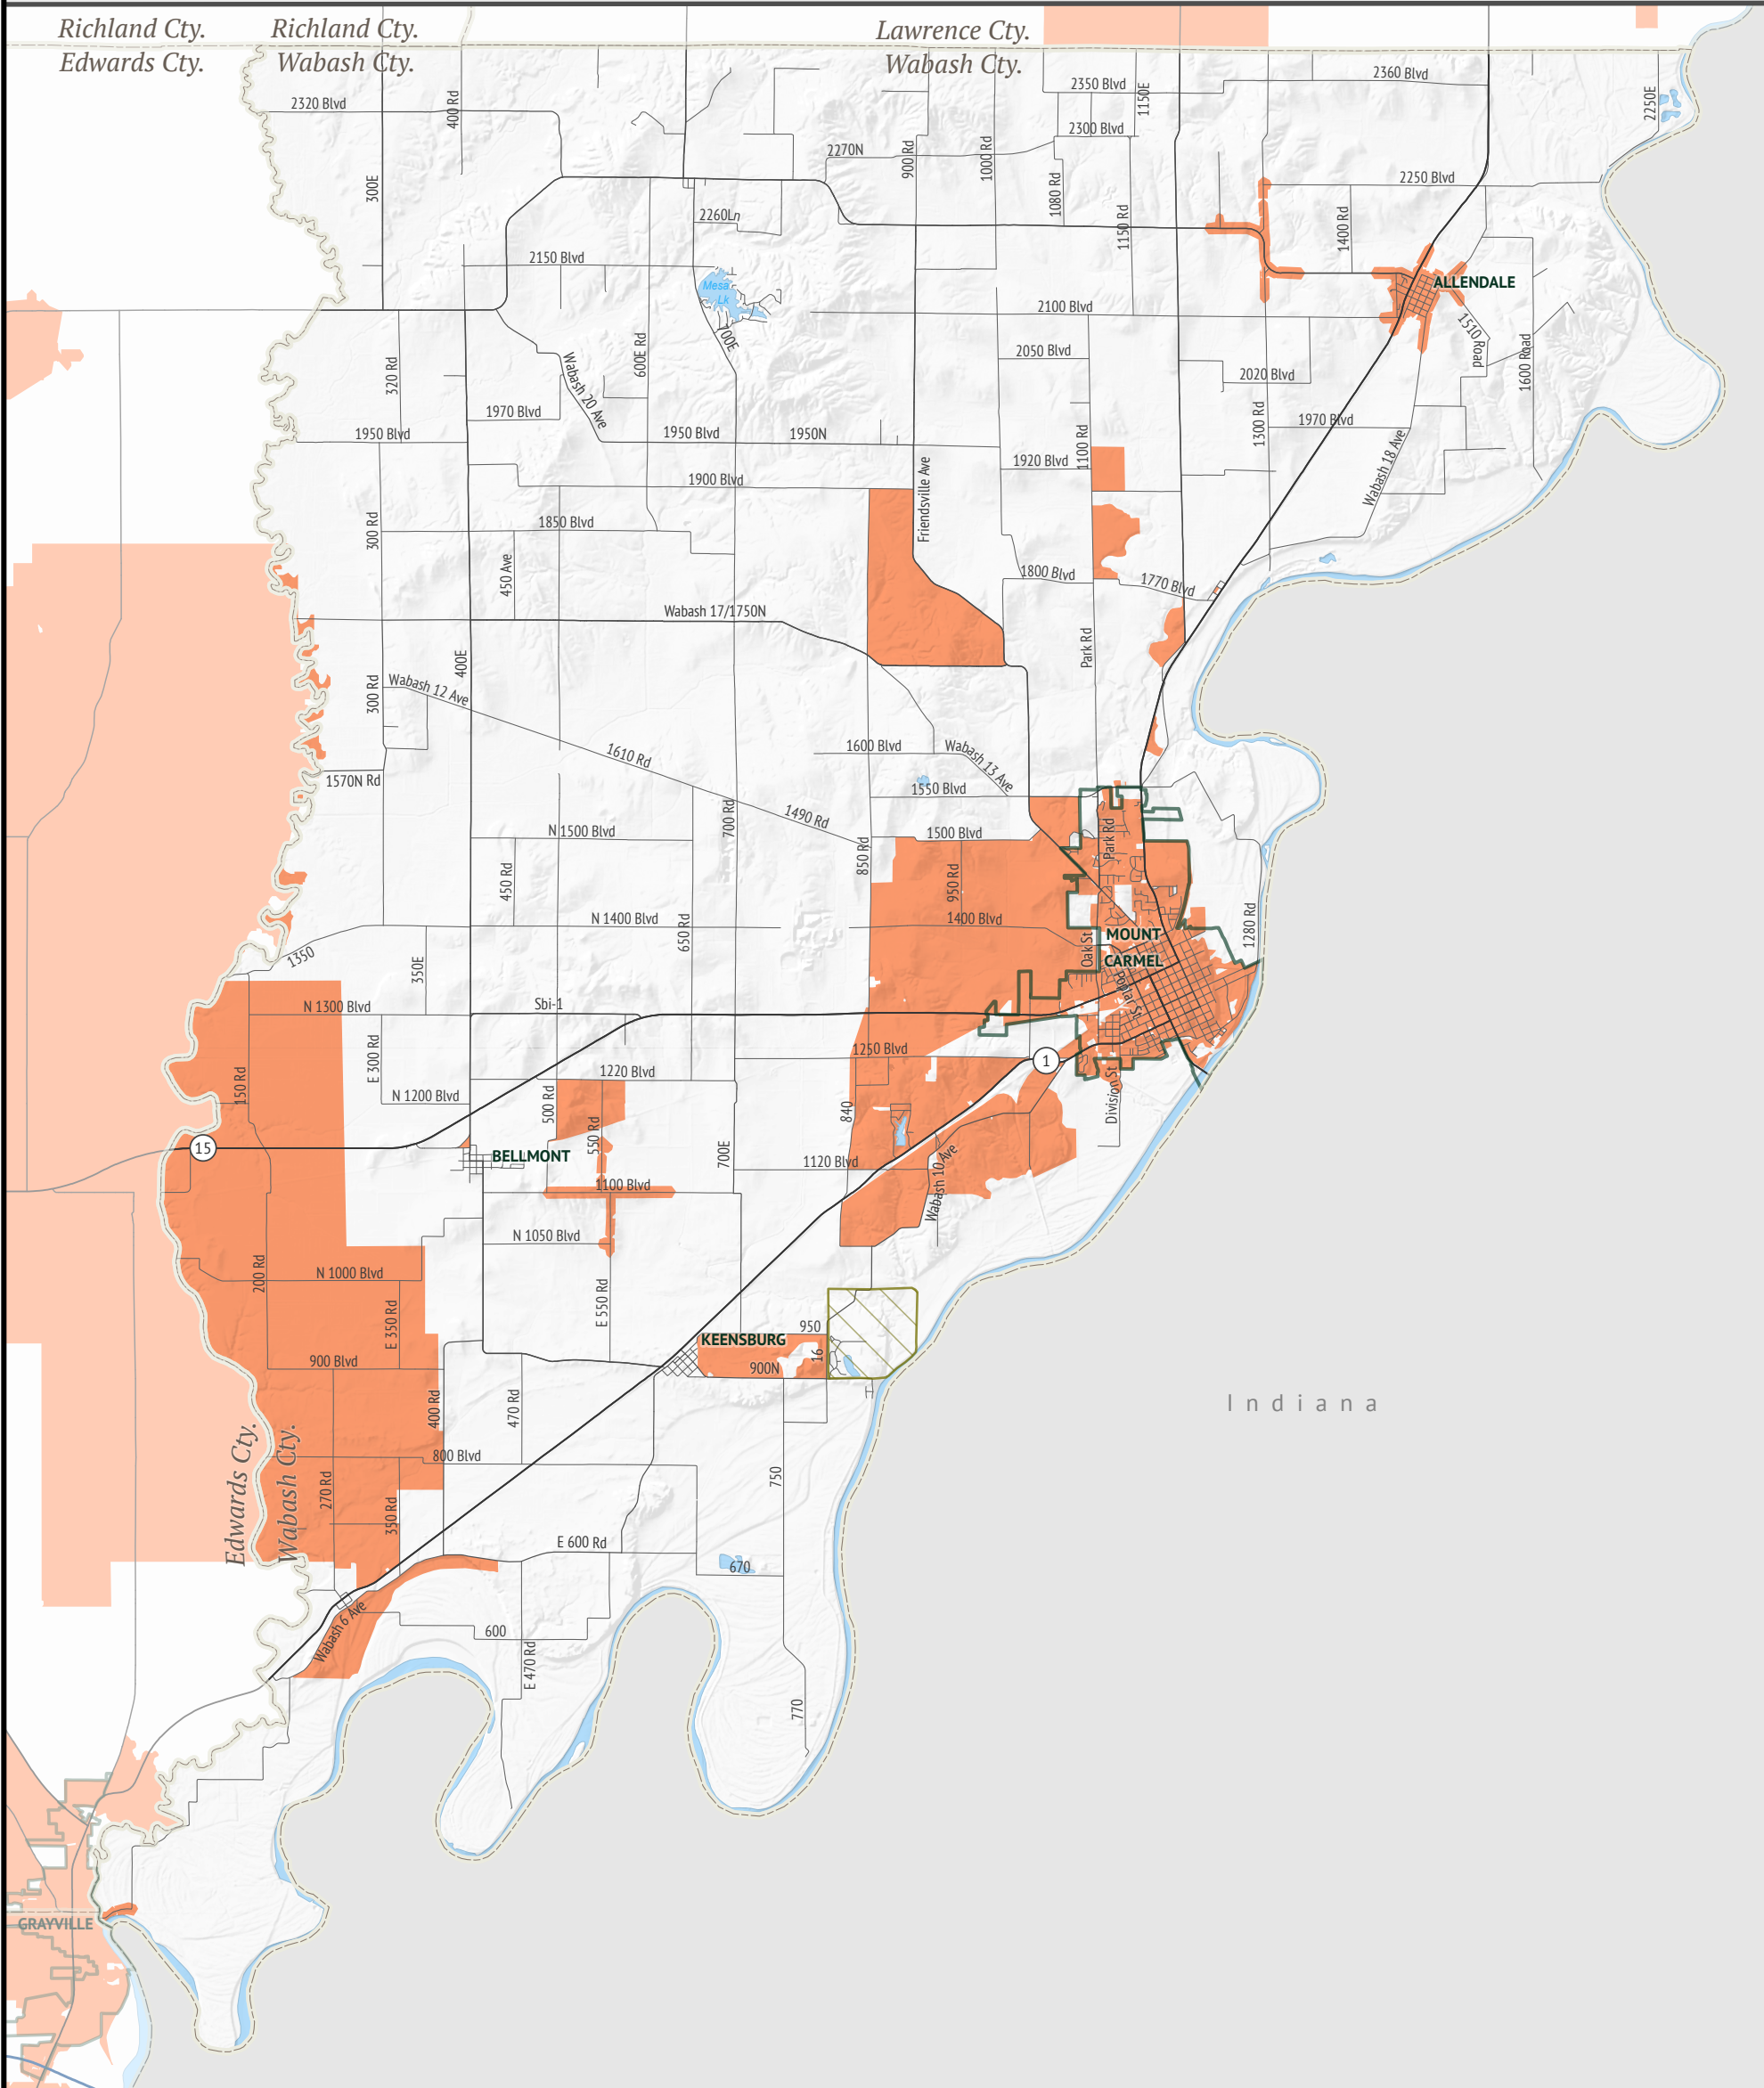 Richland Cty.
Richland Cty.
Lawrence Cty.
Edwards Cty.
Wabash Cty.
Wabash Cty.
2360 Blvd
2350 Blvd
1150E
2250E
2320 Blvd
400 Rd
2300 Blvd
2270N
900 Rd
1000 Rd
300E
1080 Rd
2250 Blvd
2260Ln
1150 Rd
1400 Rd
2150 Blvd
Mesa
Lk
ALLENDALE
2100 Blvd
1510 Road
700E
600E Rd
320 Rd
2050 Blvd
1600 Road
Wabash 20 Ave
2020 Blvd
1970 Blvd
1300 Rd
1970 Blvd
1950 Blvd
1950 Blvd
1950N
1100 Rd
1920 Blvd
Wabash 18 Ave
1900 Blvd
Friendsville Ave
300 Rd
1850 Blvd
450 Ave
1800 Blvd
1770 Blvd
Wabash 17/1750N
Park Rd
400E
300 Rd
Wabash 12 Ave
1610 Rd
1600 Blvd
Wabash 13 Ave
1570N Rd
1550 Blvd
700 Rd
1490 Rd
N 1500 Blvd
1500 Blvd
Park Rd
850 Rd
450 Rd
950 Rd
N 1400 Blvd
1400 Blvd
650 Rd
1280 Rd
MOUNT
CARMEL
Oak St
1350
350E
Poplar St
N 1300 Blvd
Sbi-1
1250 Blvd
1
E 300 Rd
1220 Blvd
150 Rd
N 1200 Blvd
500 Rd
840
Division St
550 Rd
15
BELLMONT
700E
1120 Blvd
Wabash 10 Ave
1100 Blvd
N 1050 Blvd
200 Rd
N 1000 Blvd
E 550 Rd
E 350 Rd
950
KEENSBURG
16
900 Blvd
900N
400 Rd
470 Rd
Indiana
Edwards Cty.
Wabash Cty.
800 Blvd
750
270 Rd
350 Rd
E 600 Rd
670
Wabash 6 Ave
600
E 470 Rd
770
GRAYVILLE